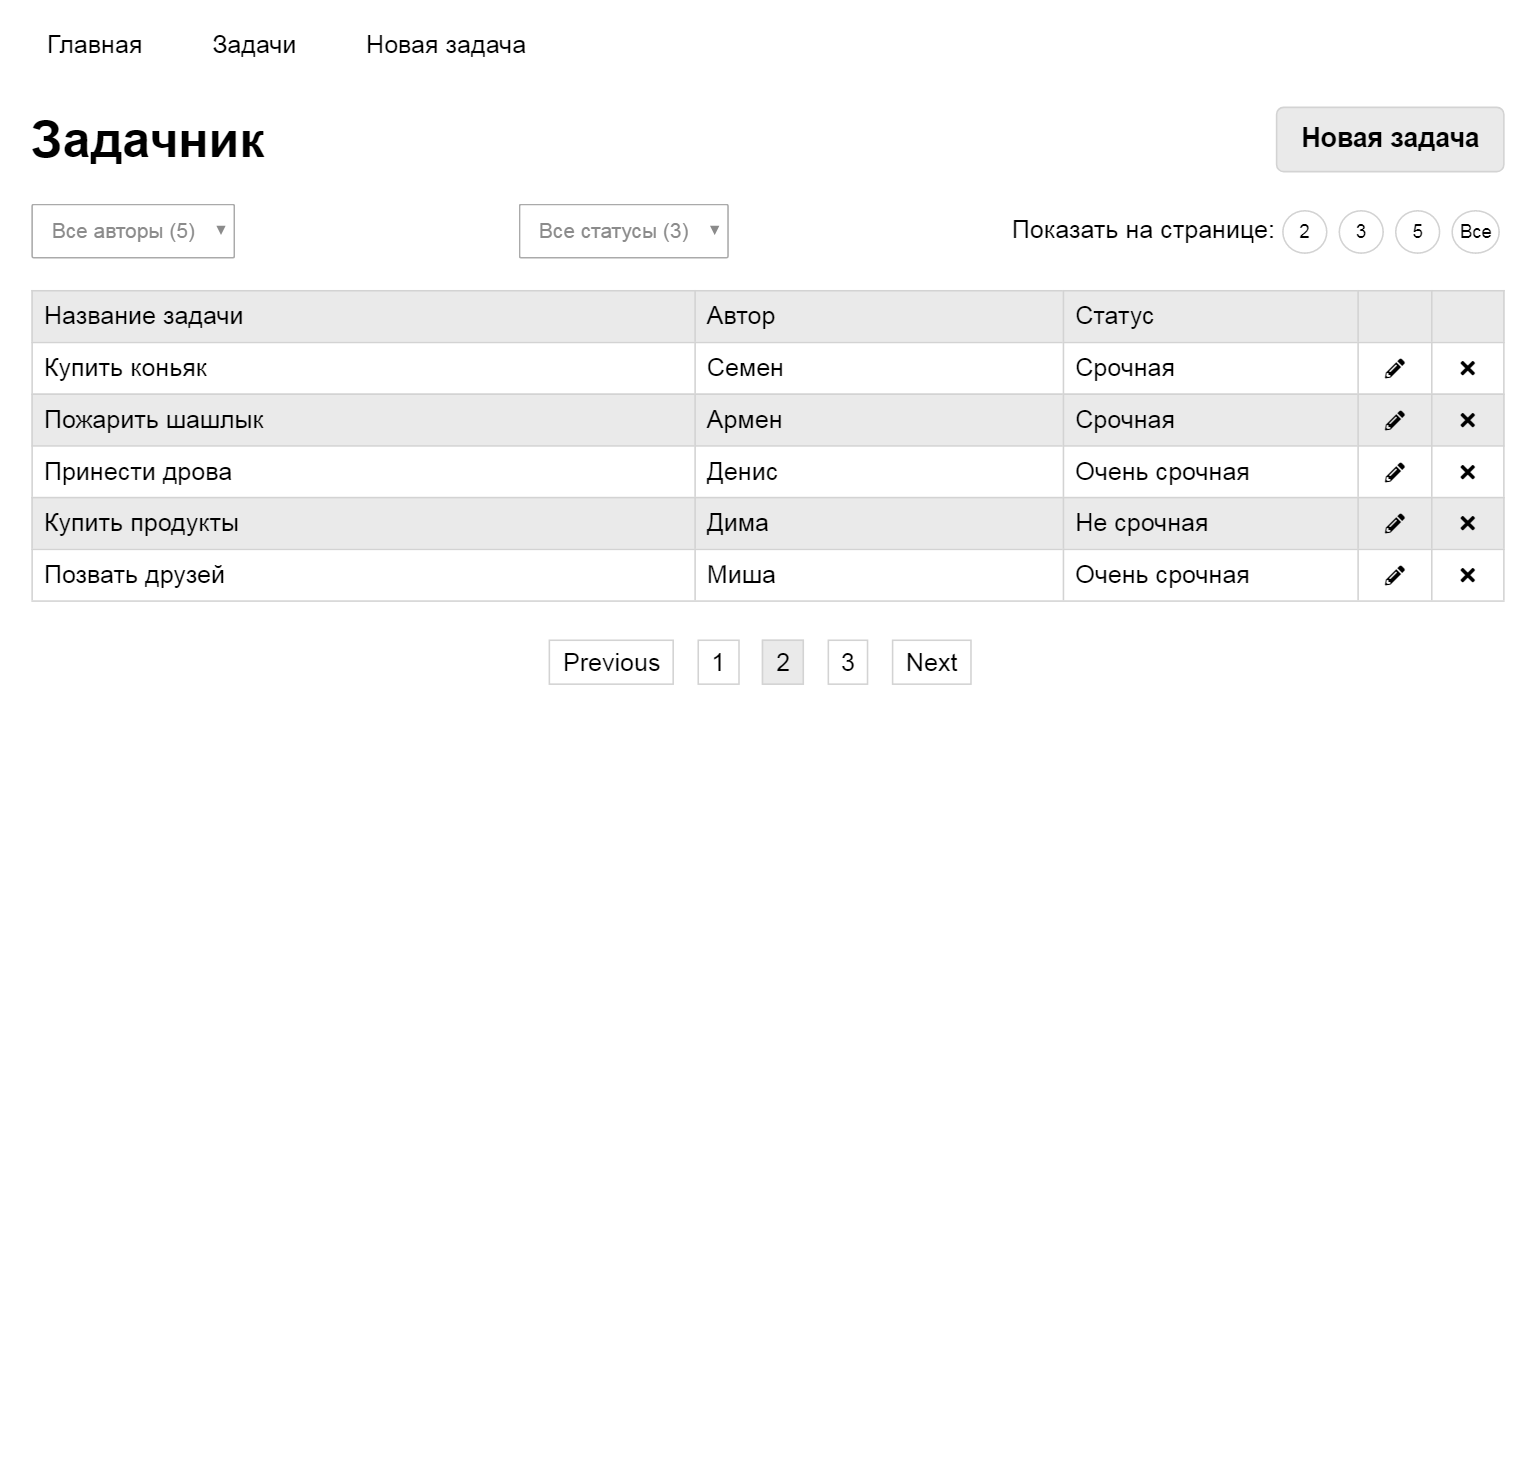 Главная Задачи Новая задача
Задачник Новая задача
Все авторы (5) Все статусы (3) Показать на странице: 2 3 5 Все
Название задачи Автор Статус
Купить коньяк Семен Срочная
Пожарить шашлык Армен Срочная
Принести дрова Денис Очень срочная
Купить продукты Дима Не срочная
Позвать друзей Миша Очень срочная
Previous 1 2 3 Next